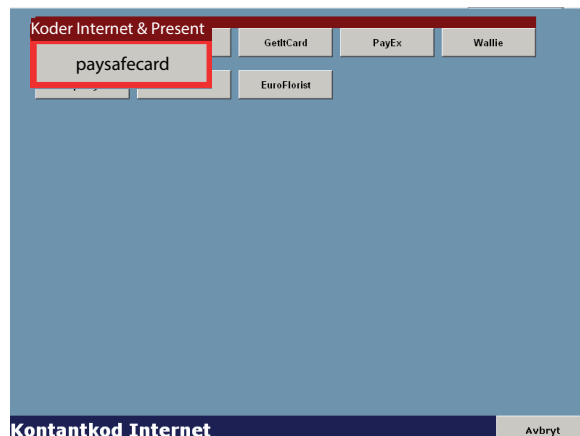 Koder Internet & Present
paysafecard
GetItCard
PayEx
Wallie
EuroFlorist
Kontantkod Internet
Avbryt